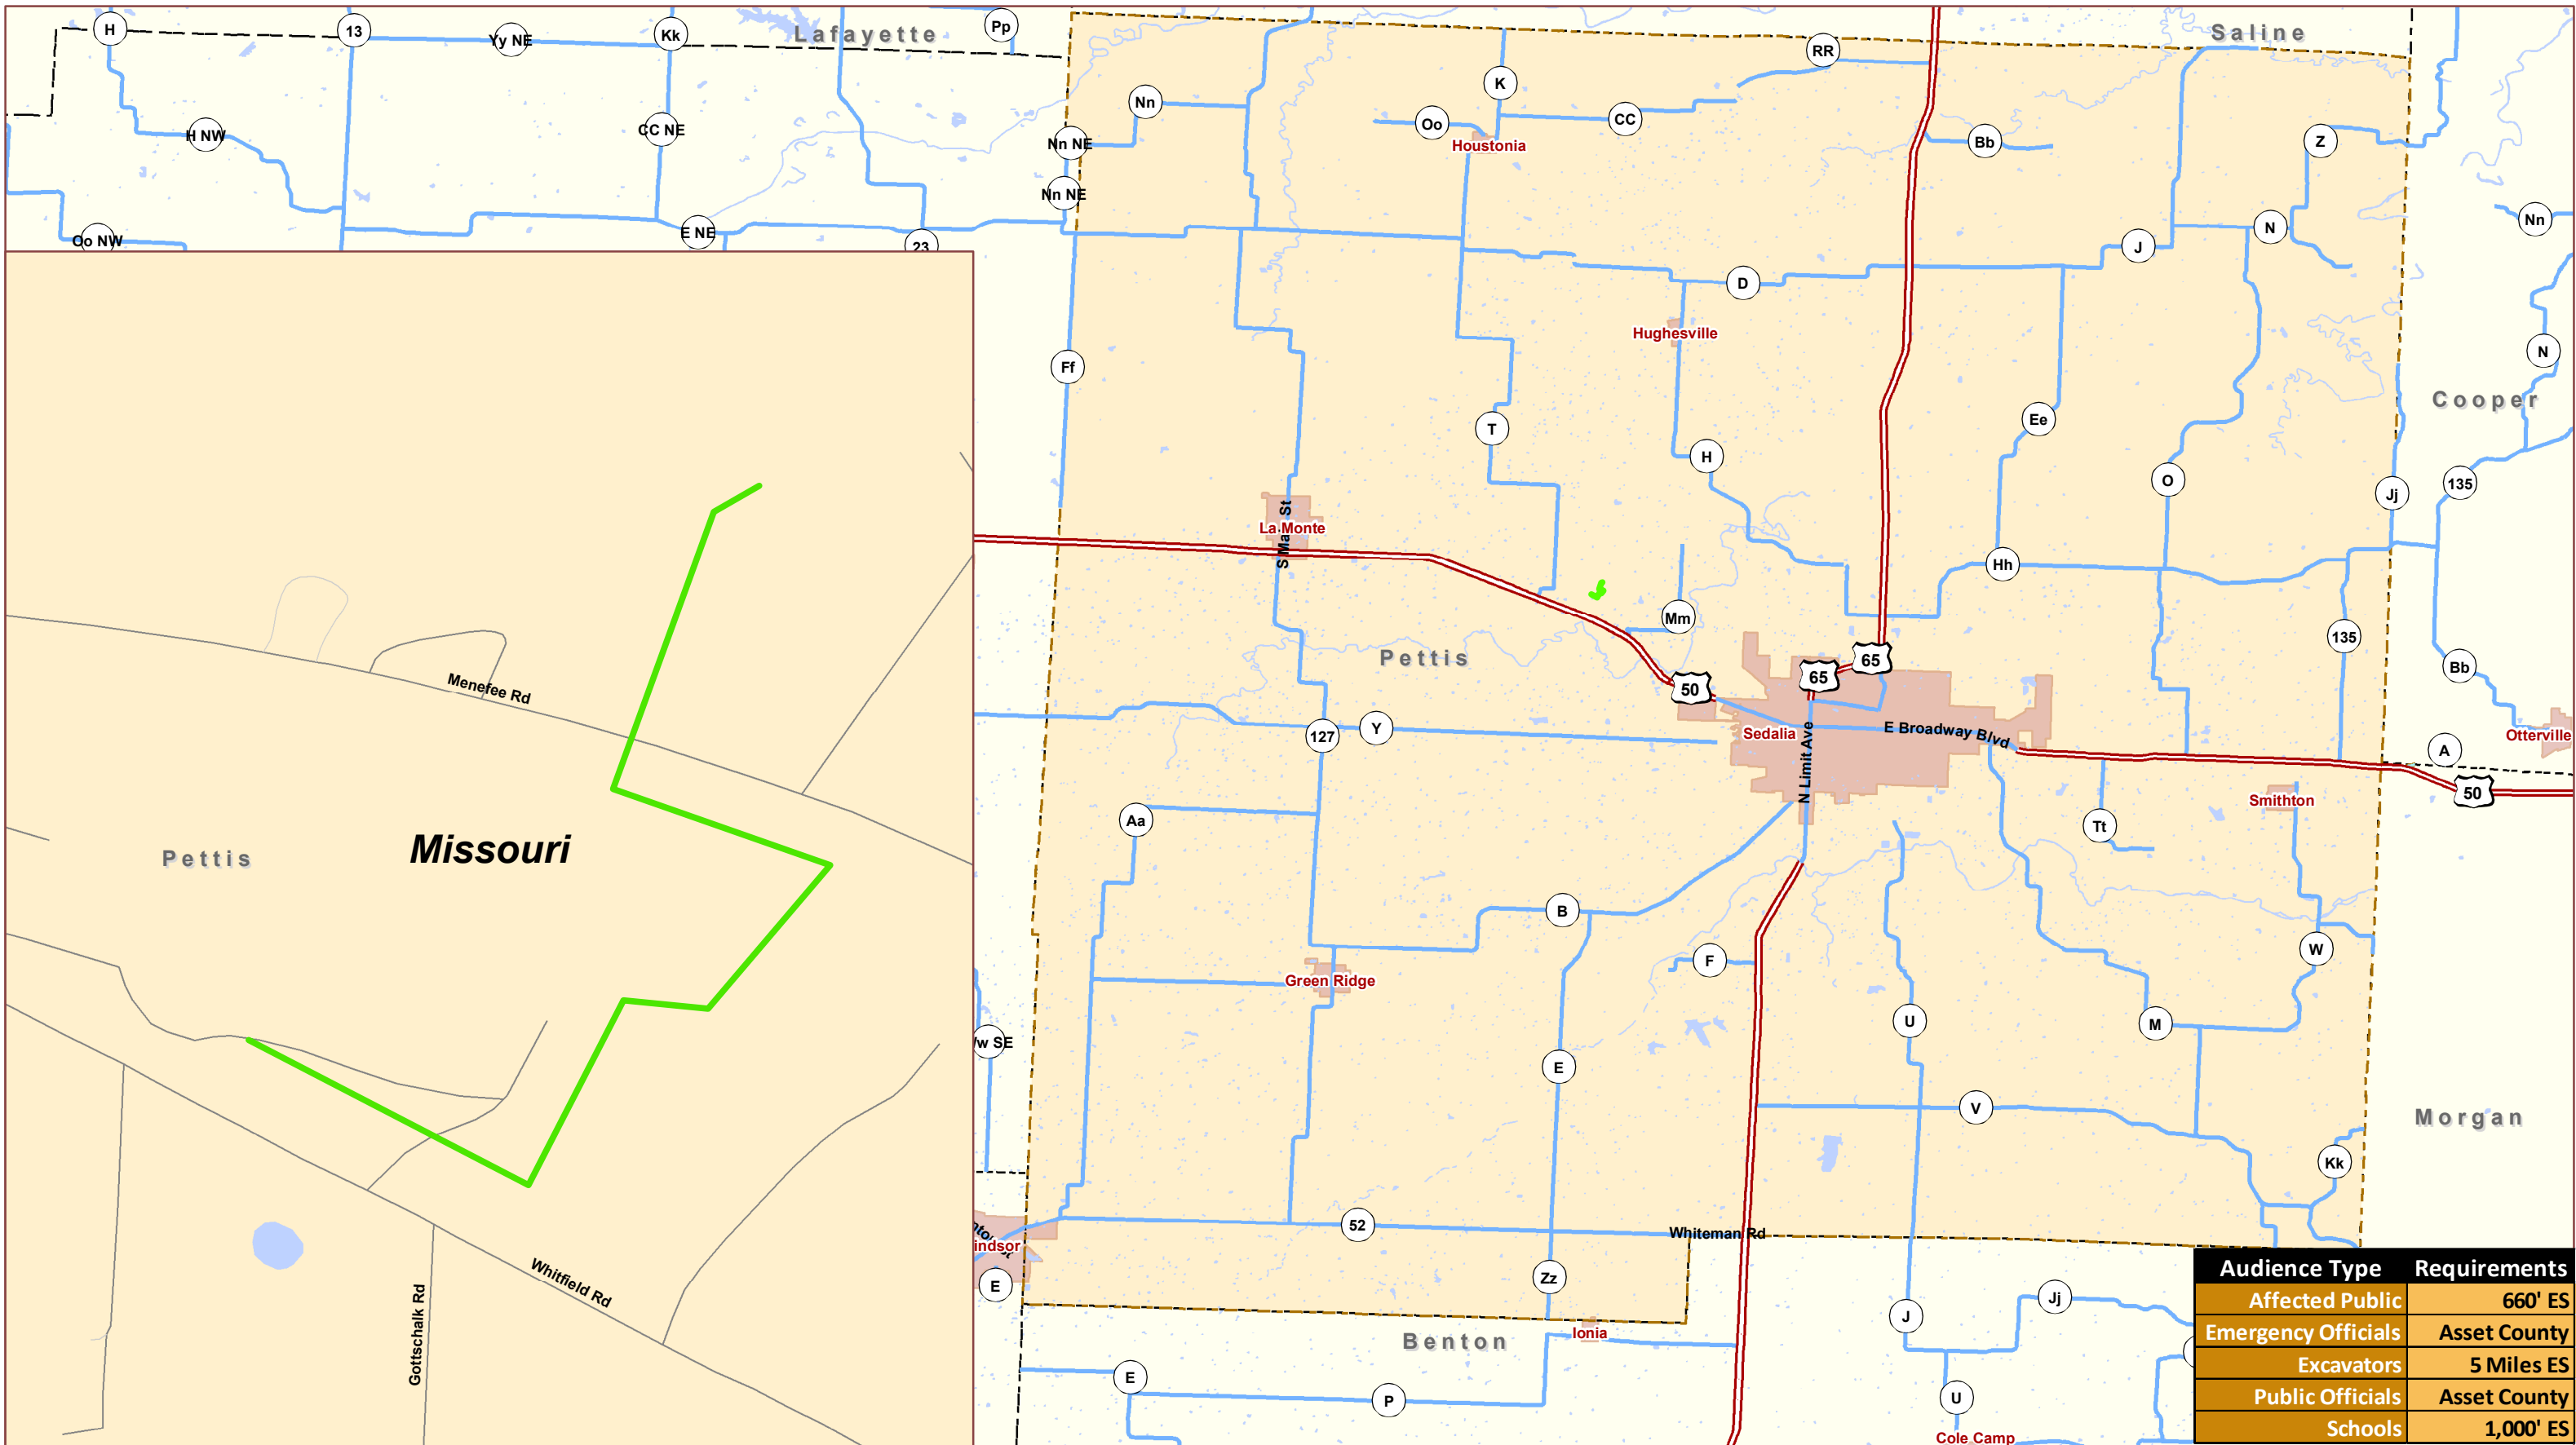 H
13
Yy NE
Kk
Lafayette
Pp
Saline
H NW
CC NE
Nn
Nn NE
Nn NE
K
Oo
Houstonia
CC
RR
Bb
Z
Nn
Oo NW
E NE
23
N
J
D
Hughesville
Ff
N
Cooper
T
Ee
H
O
135
Jj
La Monte
S Main St
Hh
Mm
135
Pettis
65
65
50
Bb
127
Y
Sedalia
E Broadway Blvd
N Limit Ave
Otterville
A
50
Smithton
Aa
Tt
B
F
W
Green Ridge
U
M
E
V
Morgan
Kk
52
Whiteman Rd
indsor
E
Zz
Ionia
Benton
J
Jj
E
P
U
Cole Camp
Menefee Rd
Pettis
Missouri
Whitfield Rd
Gottschalk Rd
Audience Type Requirements
Affected Public 660' ES
Emergency Officials Asset County
Excavators 5 Miles ES
Public Officials Asset County
Schools 1,000' ES